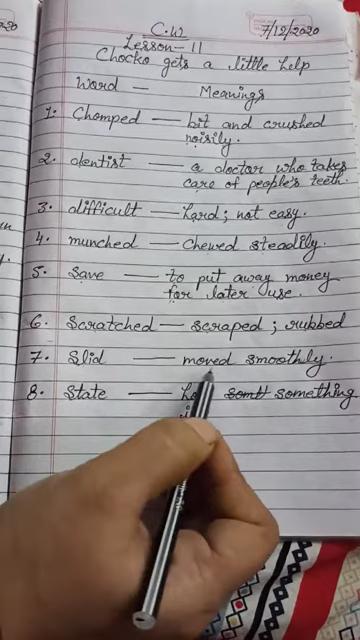 C.W 7/12/2020
Lesson-11
Chocko gets a little help
Word — Meanings
1. Chomped — bit and crushed
noisily.
2. dentist — a doctor who takes
care of people's teeth.
3. difficult — hard; not easy.
4. munched — chewed steadily.
5. Save — to put away money
for later use.
6. Scratched — scraped; rubbed
7. Slid — moved smoothly.
8. State — something